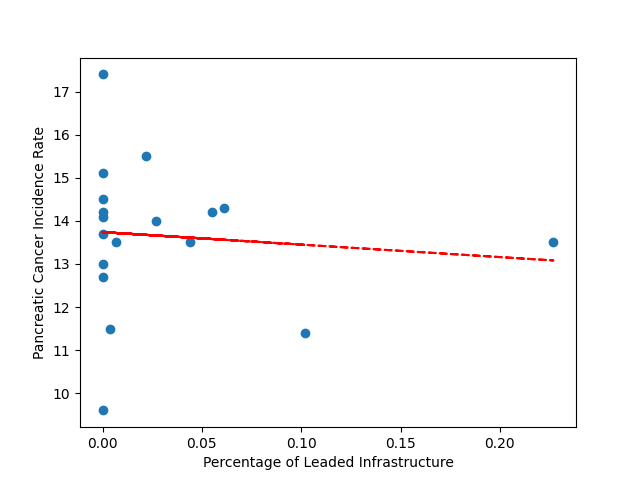 17
16
15
14
13
12
11
10
Pancreatic Cancer Incidence Rate
0.00 0.05 0.10 0.15 0.20
Percentage of Leaded Infrastructure